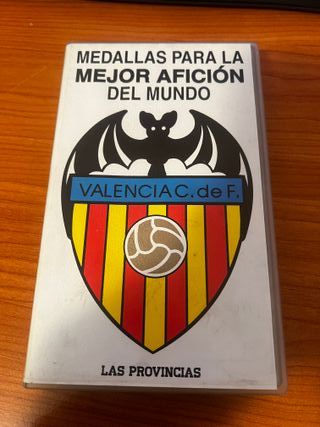 MEDALLAS PARA LA
MEJOR AFICIÓN
DEL MUNDO
VALENCIA C. de F.
LAS PROVINCIAS